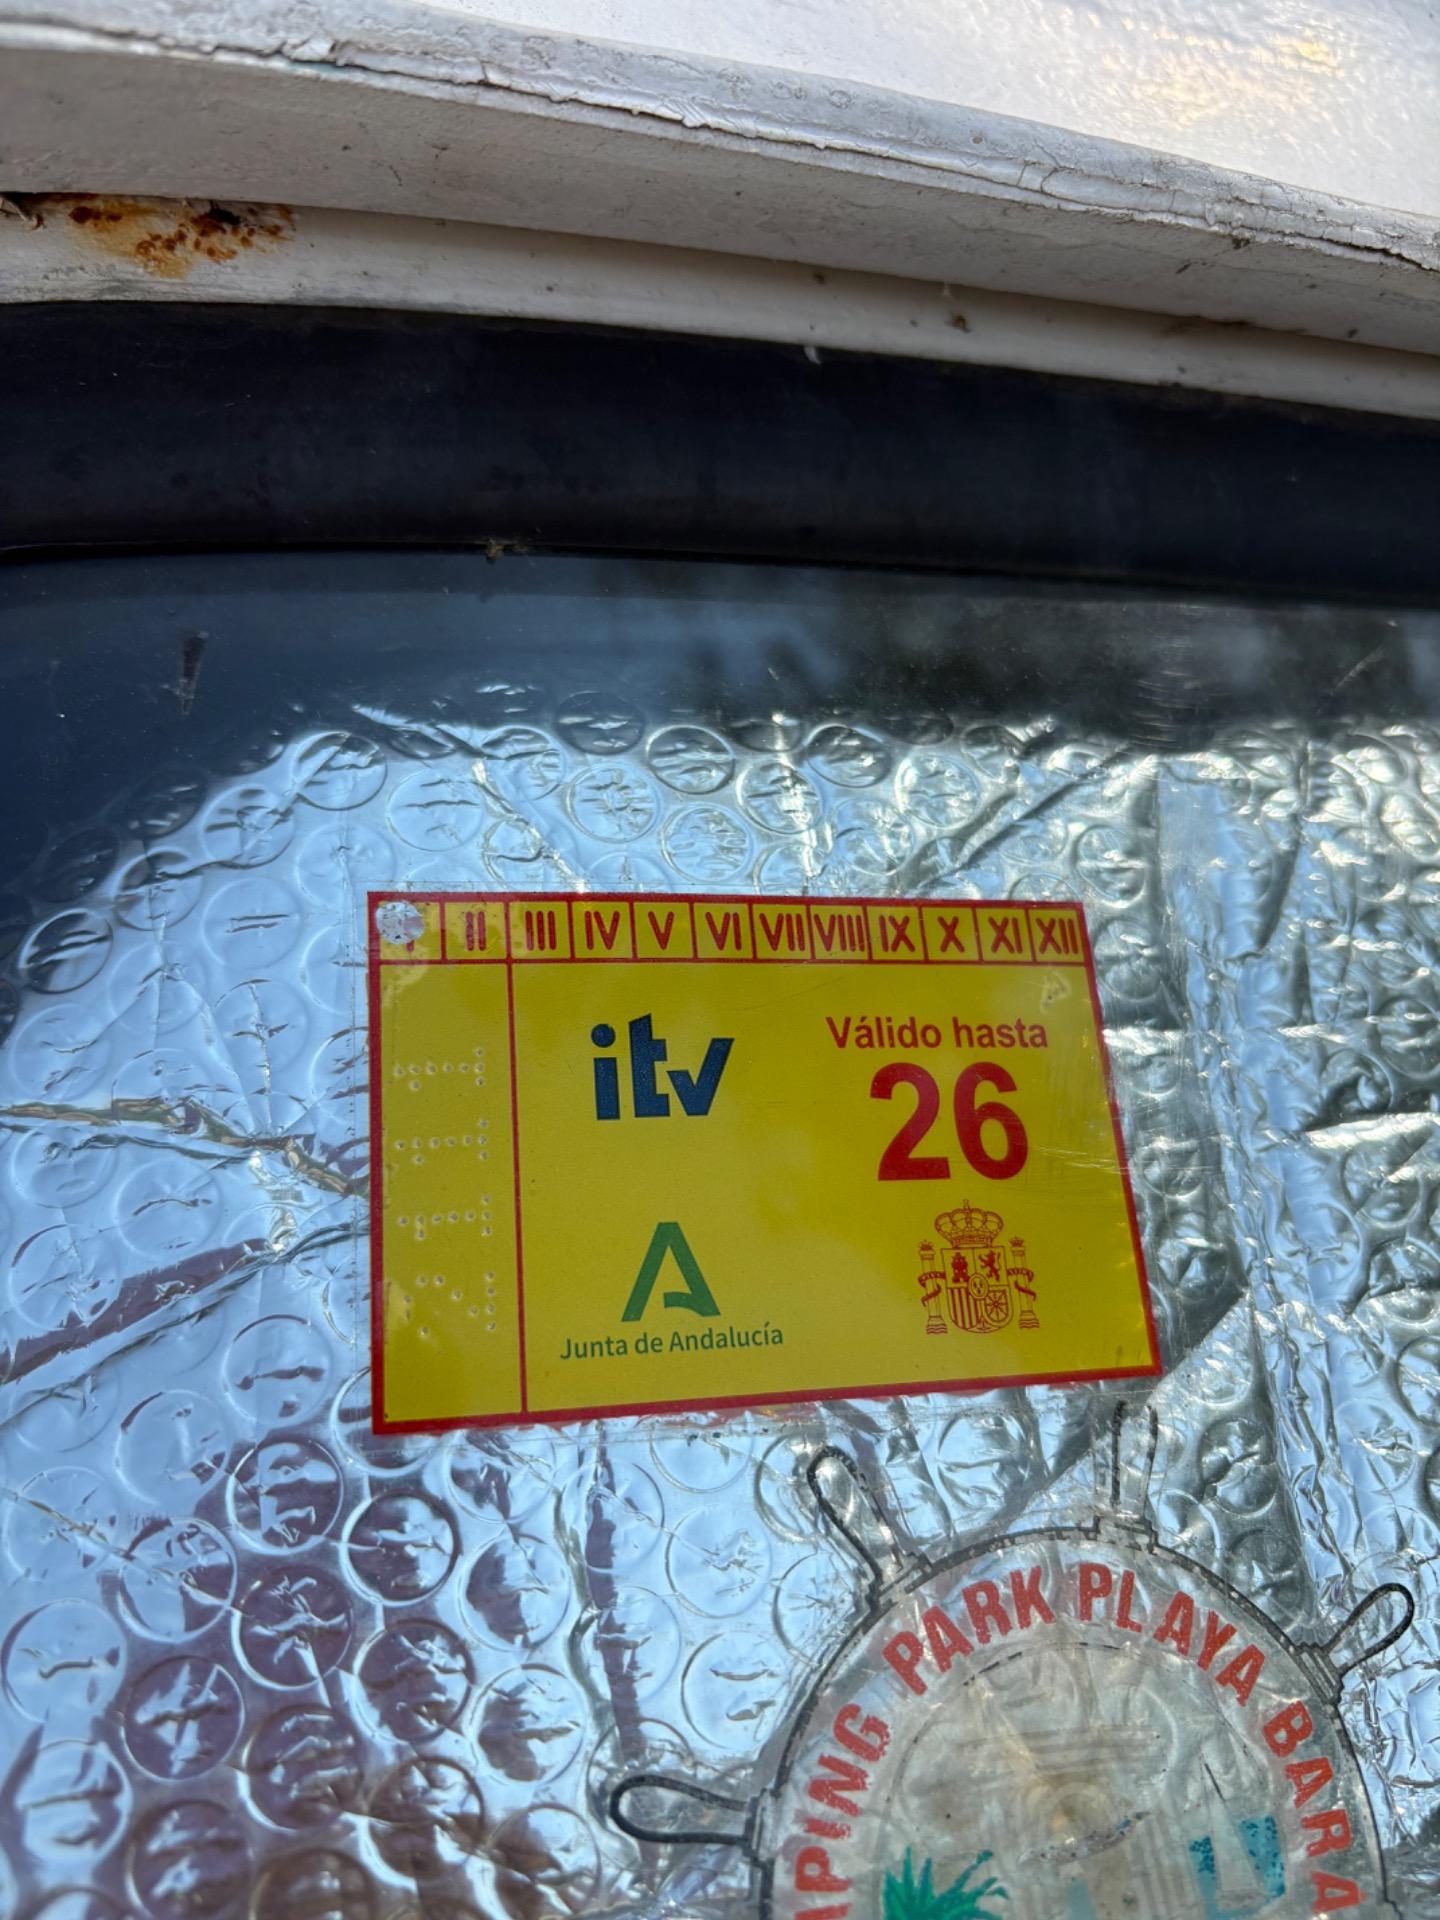 I II III IV V VI VII VIII IX X XI XII
itv
Válido hasta
26
Junta de Andalucía
PARK PLAYA BARA